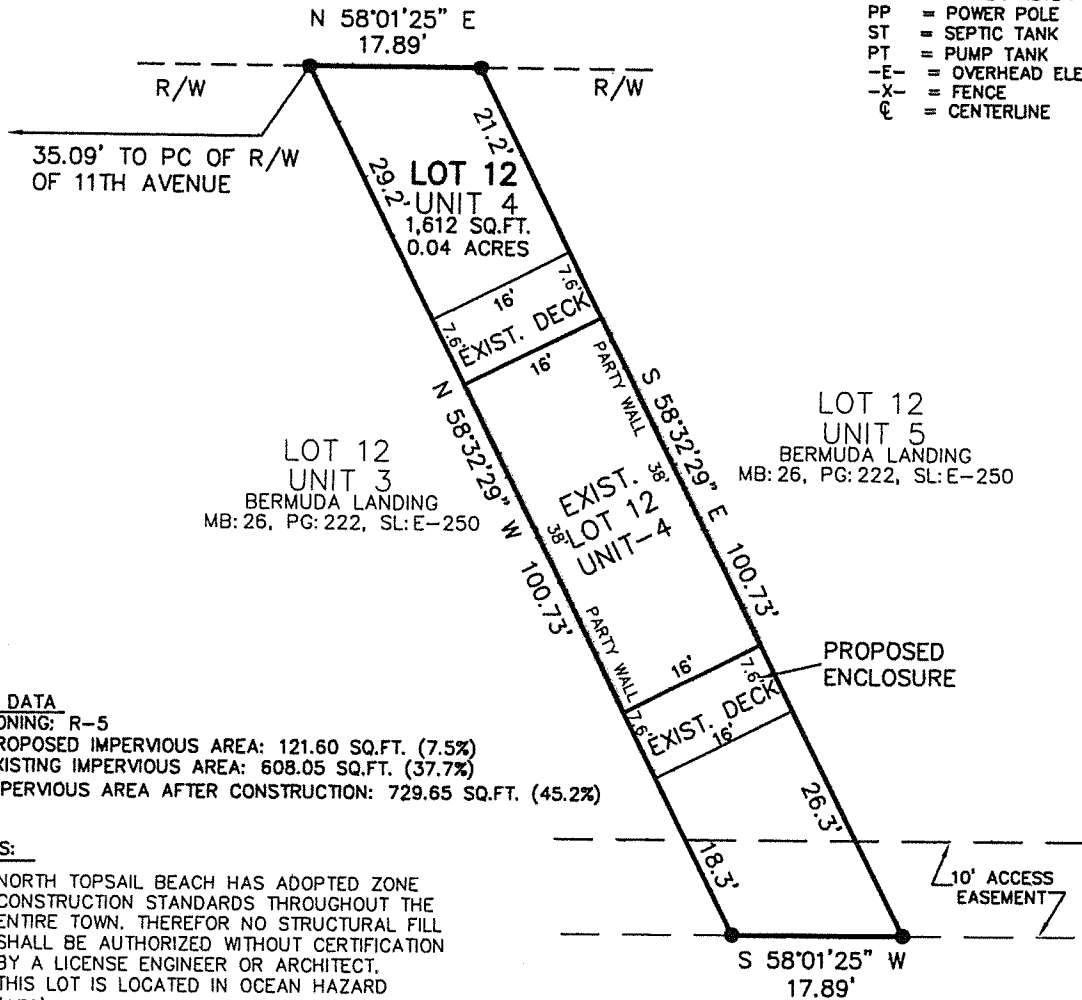 N 58°01'25" E
17.89'
PP = POWER POLE
ST = SEPTIC TANK
PT = PUMP TANK
-E- = OVERHEAD ELE
-X- = FENCE
℄ = CENTERLINE
R/W
R/W
35.09' TO PC OF R/W
OF 11TH AVENUE
21.2'
29.2'
LOT 12
UNIT 4
1,612 SQ.FT.
0.04 ACRES
7.6'
16'
7.6'
EXIST. DECK
16'
PARTY WALL
N 58°32'29" W 100.73'
S 58°32'29" E 100.73'
LOT 12
UNIT 3
BERMUDA LANDING
MB: 26, PG: 222, SL: E-250
LOT 12
UNIT 5
BERMUDA LANDING
MB: 26, PG: 222, SL: E-250
38'
EXIST.
LOT 12
UNIT-4
38'
PARTY WALL
16'
7.6'
7.6'
EXIST. DECK
16'
PROPOSED
ENCLOSURE
DATA
ONING: R-5
ROPOSED IMPERVIOUS AREA: 121.60 SQ.FT. (7.5%)
XISTING IMPERVIOUS AREA: 608.05 SQ.FT. (37.7%)
PERVIOUS AREA AFTER CONSTRUCTION: 729.65 SQ.FT. (45.2%)
26.3'
18.3'
10' ACCESS
EASEMENT
S:
NORTH TOPSAIL BEACH HAS ADOPTED ZONE
CONSTRUCTION STANDARDS THROUGHOUT THE
ENTIRE TOWN. THEREFOR NO STRUCTURAL FILL
SHALL BE AUTHORIZED WITHOUT CERTIFICATION
BY A LICENSE ENGINEER OR ARCHITECT.
THIS LOT IS LOCATED IN OCEAN HAZARD
S 58°01'25" W
17.89'